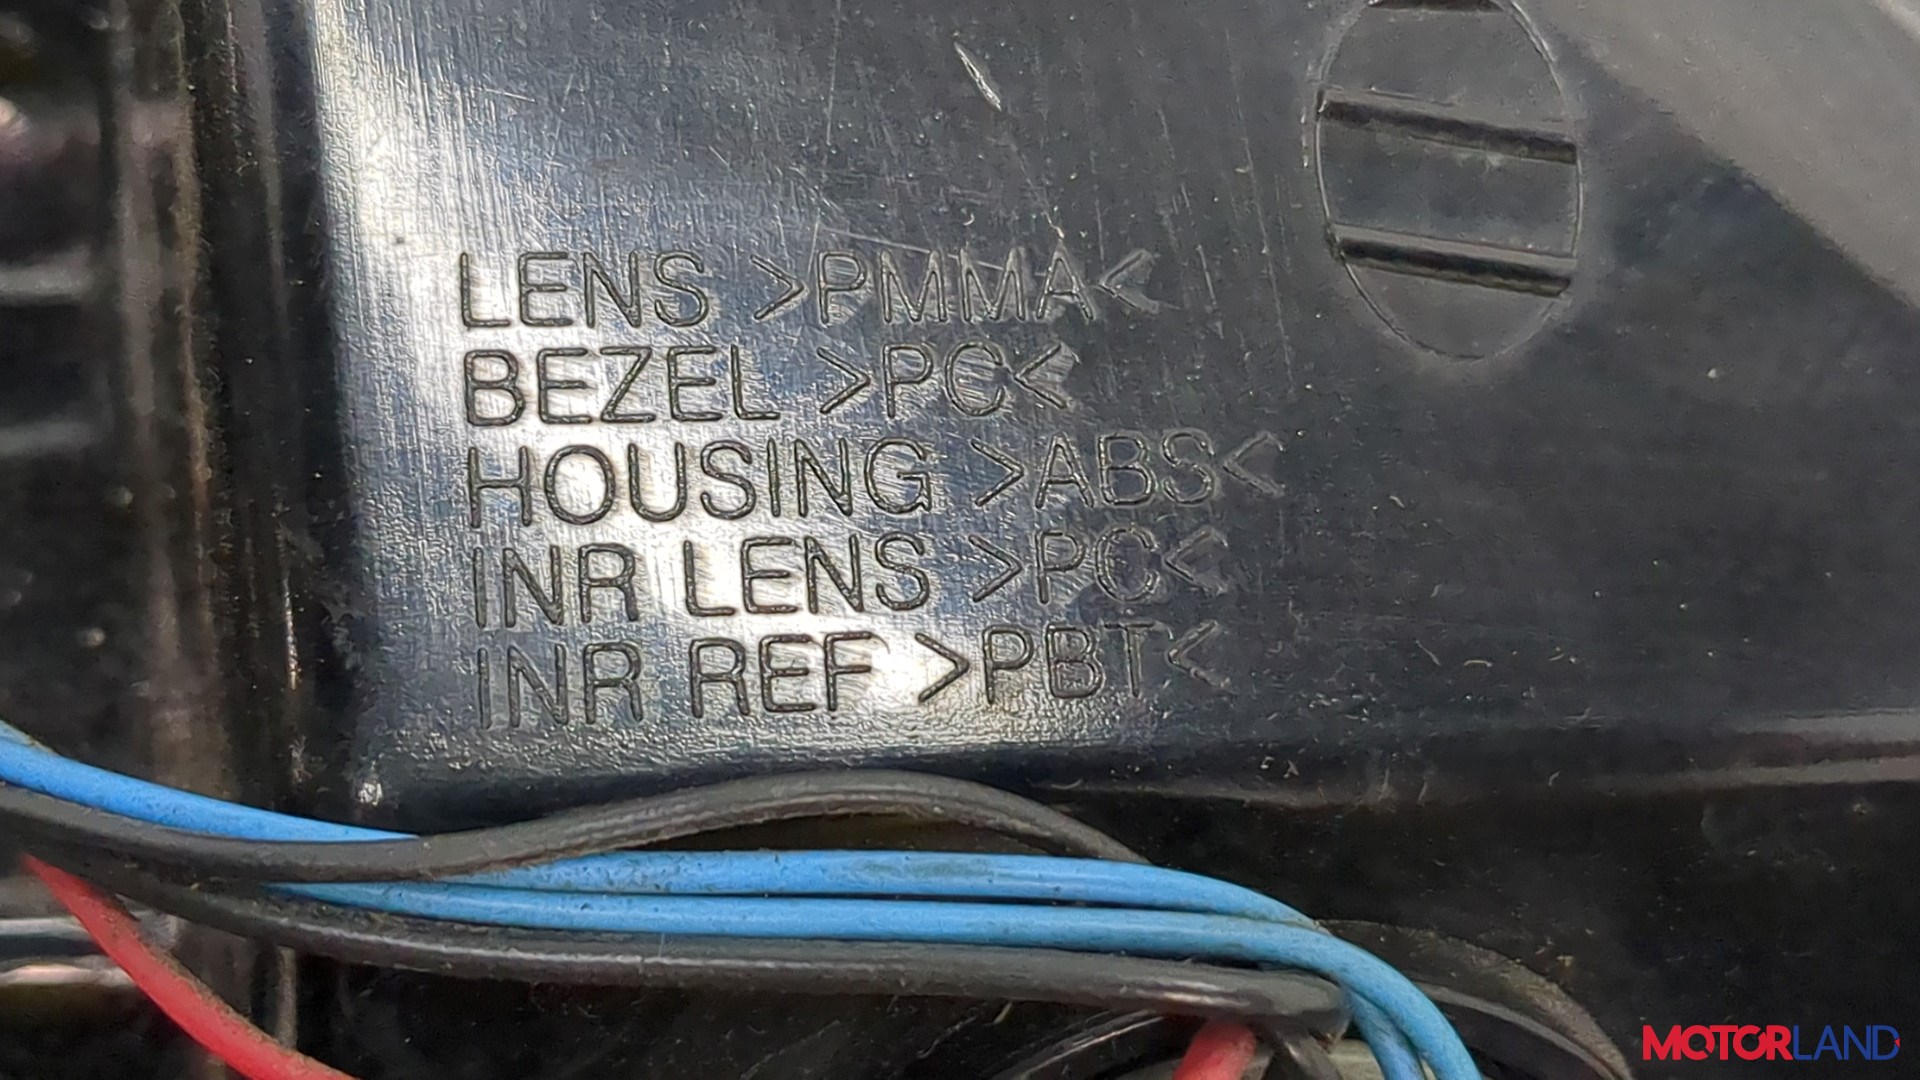 LENS >PMMA<
BEZEL >PC<
HOUSING >ABS<
INR LENS >PC<
INR REF >PBT<
MOTORLAND